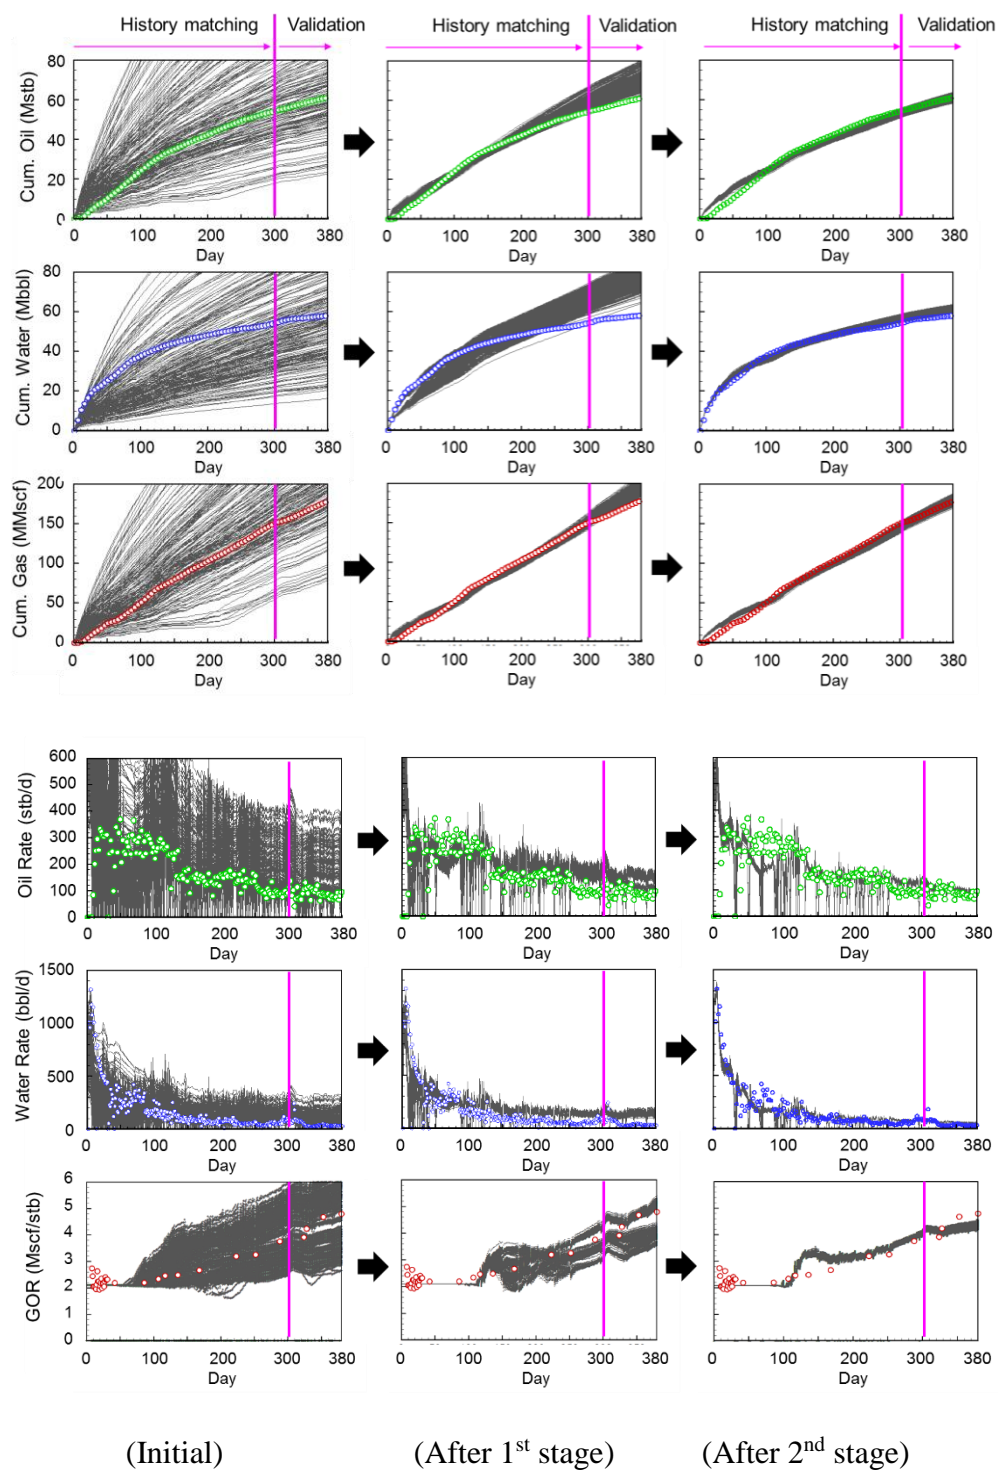 History matching Validation History matching Validation History matching Validation
Cum. Oil (Mstb)
80
60
40
20
0
0 100 200 300 380 0 100 200 300 380 0 100 200 300 380
Day Day Day
Cum. Water (Mbbl)
80
60
40
20
0
0 100 200 300 380 0 100 200 300 380 0 100 200 300 380
Day Day Day
Cum. Gas (MMscf)
200
150
100
50
0
0 100 200 300 380 0 100 200 300 380 0 100 200 300 380
Day Day Day
Oil Rate (stb/d)
600
500
400
300
200
100
0
0 100 200 300 380 0 100 200 300 380 0 100 200 300 380
Day Day Day
Water Rate (bbl/d)
1500
1000
500
0
0 100 200 300 380 0 100 200 300 380 0 100 200 300 380
Day Day Day
GOR (Mscf/stb)
6
5
4
3
2
1
0
0 100 200 300 380 0 100 200 300 380 0 100 200 300 380
Day Day Day
(Initial) (After 1st stage) (After 2nd stage)